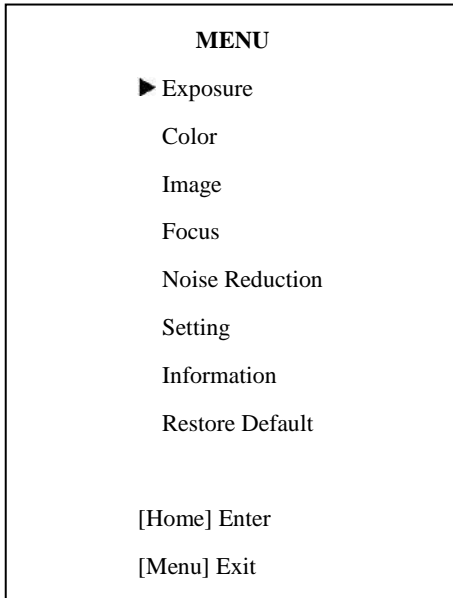 MENU
Exposure
Color
Image
Focus
Noise Reduction
Setting
Information
Restore Default
[Home] Enter
[Menu] Exit